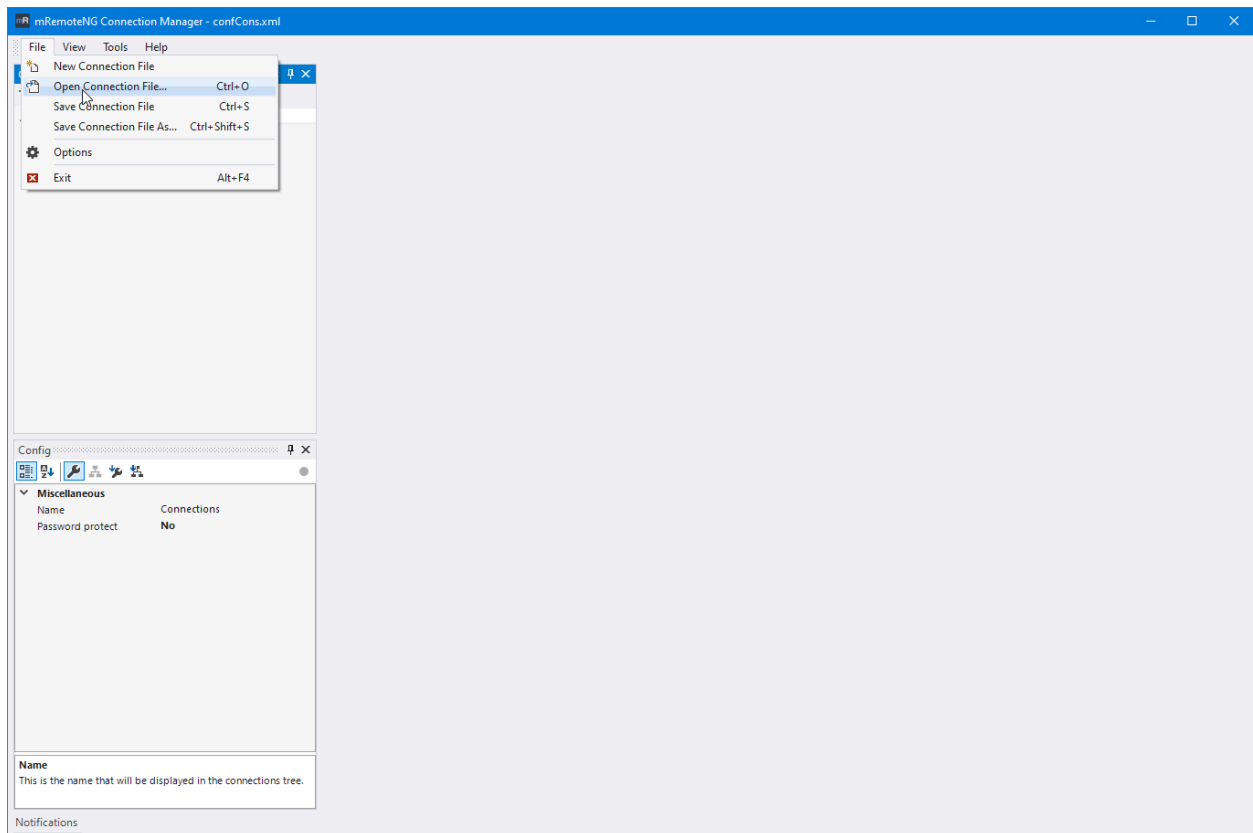 mR mRemoteNG Connection Manager - confCons.xml
File View Tools Help
New Connection File
Open Connection File... Ctrl+O
Save Connection File Ctrl+S
Save Connection File As... Ctrl+Shift+S
Options
Exit Alt+F4
Config
Miscellaneous
Name Connections
Password protect No
Name
This is the name that will be displayed in the connections tree.
Notifications